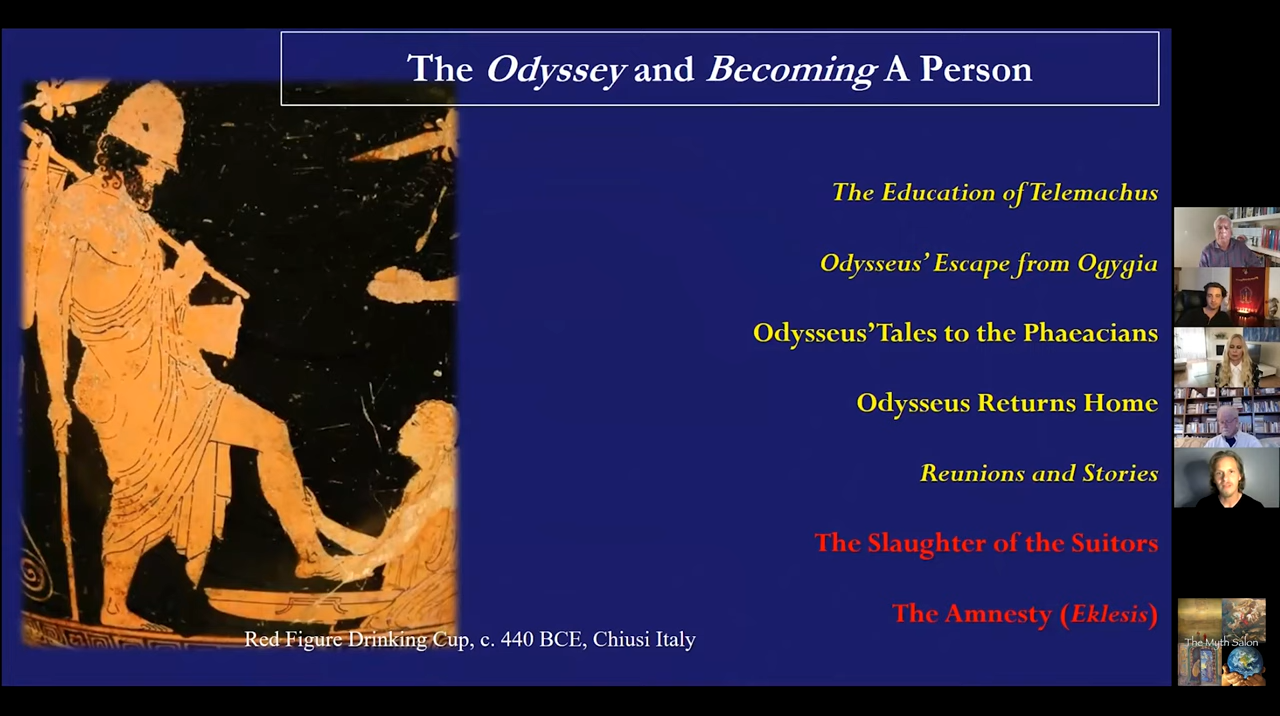 The Odyssey and Becoming A Person
The Education of Telemachus
Odysseus’ Escape from Ogygia
Odysseus’ Tales to the Phaeacians
Odysseus Returns Home
Reunions and Stories
The Slaughter of the Suitors
The Amnesty (Eklesis)
Red Figure Drinking Cup, c. 440 BCE, Chiusi Italy
The Myth Salon